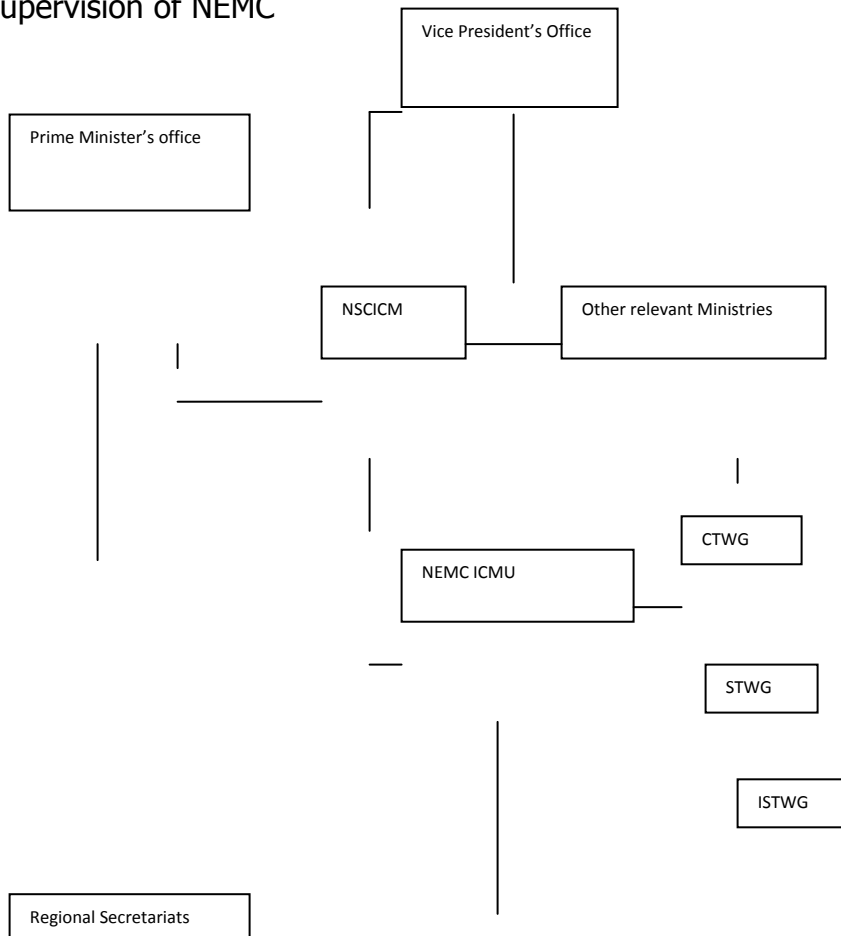 upervision of NEMC
Vice President’s Office
Prime Minister’s office
NSCICM
Other relevant Ministries
CTWG
NEMC ICMU
STWG
ISTWG
Regional Secretariats